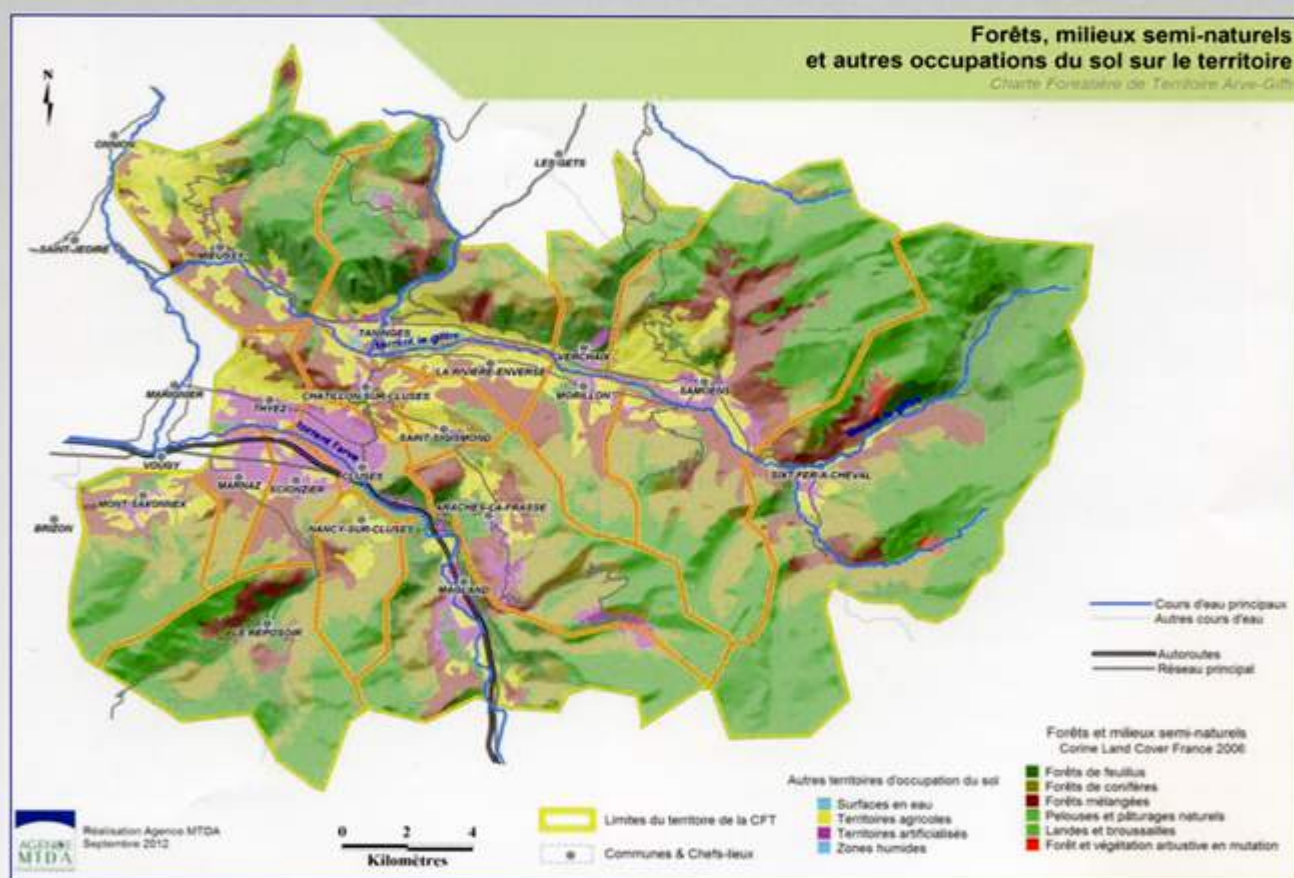 Forêts, milieux semi-naturels
et autres occupations du sol sur le territoire
Charte Forestière de Territoire Arve-Giffr
N
ONNION
LES GETS
SAINT-JEOIRE
MIEUSSY
TANINGES
torrent le giffre
VERCHAIX
LA RIVIERE-ENVERSE
MARIGNIER
CHATILLON-SUR-CLUSES
MORILLON
SAMOENS
THYEZ
torrent l'arve
SAINT-SIGISMOND
VOUGY
CLUSES
SIXT-FER-A-CHEVAL
MARNAZ
SCIONZIER
MONT-SAXONNEX
ARACHES-LA-FRASSE
BRIZON
NANCY-SUR-CLUSES
MAGLAND
LE REPOSOIR
Cours d'eau principaux
Autres cours d'eau
Autoroutes
Réseau principal
Forêts et milieux semi-naturels
Corine Land Cover France 2006
Forêts de feuillus
Forêts de conifères
Forêts mélangées
Pelouses et pâturages naturels
Landes et broussailles
Forêt et végétation arbustive en mutation
Autres territoires d'occupation du sol
Surfaces en eau
Territoires agricoles
Territoires artificialisés
Zones humides
Limites du territoire de la CFT
Communes & Chefs-lieux
0 2 4
Kilomètres
AGENCE
MTDA
Réalisation Agence MTDA
Septembre 2012